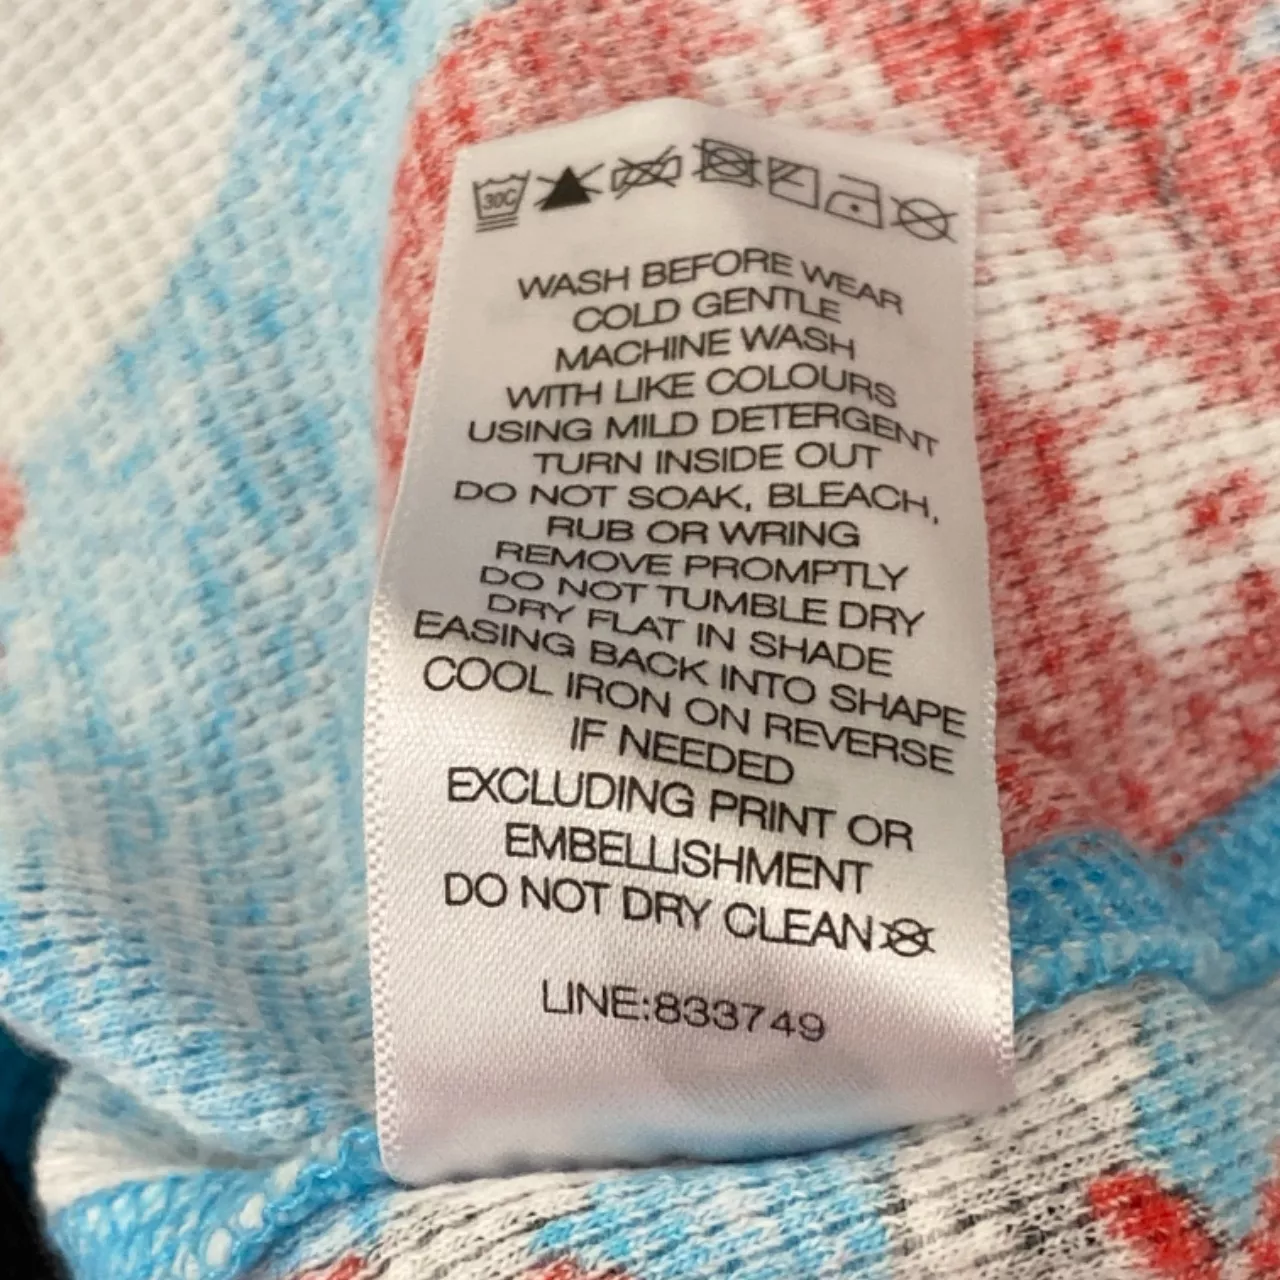 30C
WASH BEFORE WEAR
COLD GENTLE
MACHINE WASH
WITH LIKE COLOURS
USING MILD DETERGENT
TURN INSIDE OUT
DO NOT SOAK, BLEACH,
RUB OR WRING
REMOVE PROMPTLY
DO NOT TUMBLE DRY
DRY FLAT IN SHADE
EASING BACK INTO SHAPE
COOL IRON ON REVERSE
IF NEEDED
EXCLUDING PRINT OR
EMBELLISHMENT
DO NOT DRY CLEAN
LINE:833749